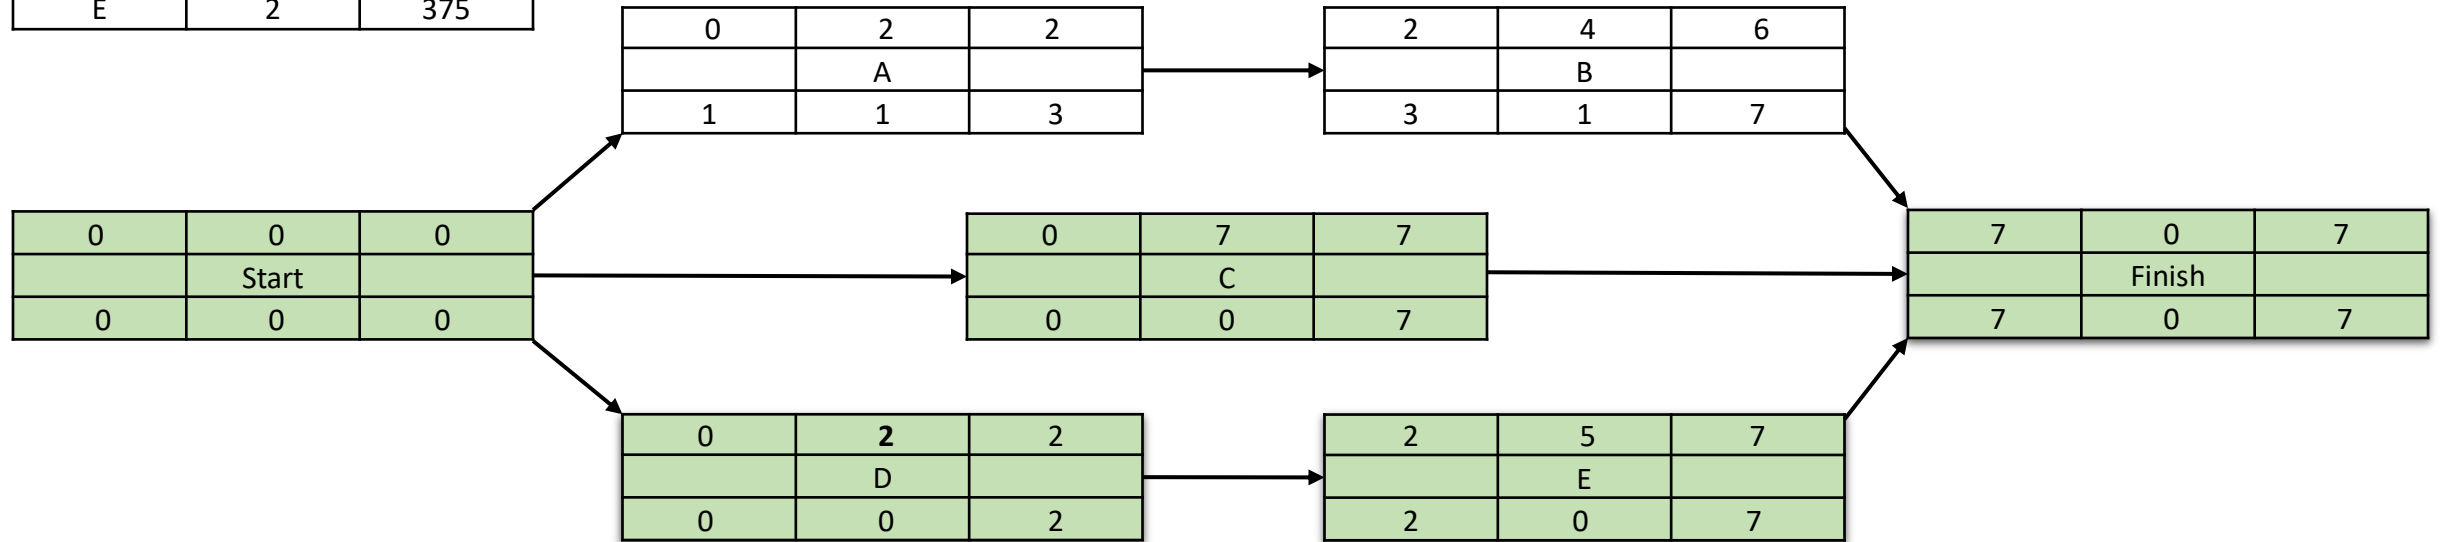 E 2 375
0 2 2
A
1 1 3
2 4 6
B
3 1 7
0 0 0
Start
0 0 0
0 7 7
C
0 0 7
7 0 7
Finish
7 0 7
0 2 2
D
0 0 2
2 5 7
E
2 0 7